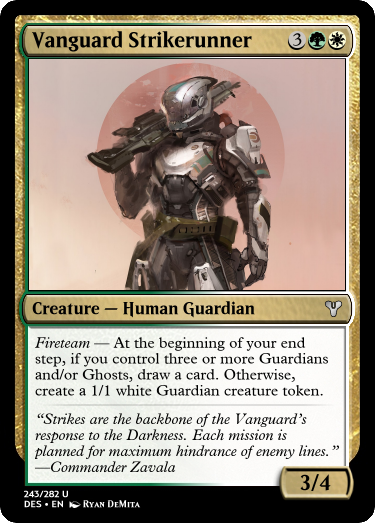 Vanguard Strikerunner 3
Creature — Human Guardian
Fireteam — At the beginning of your end
step, if you control three or more Guardians
and/or Ghosts, draw a card. Otherwise,
create a 1/1 white Guardian creature token.
“Strikes are the backbone of the Vanguard’s
response to the Darkness. Each mission is
planned for maximum hindrance of enemy lines.”
—Commander Zavala
3/4
243/282 U
DES • EN Ryan DeMita